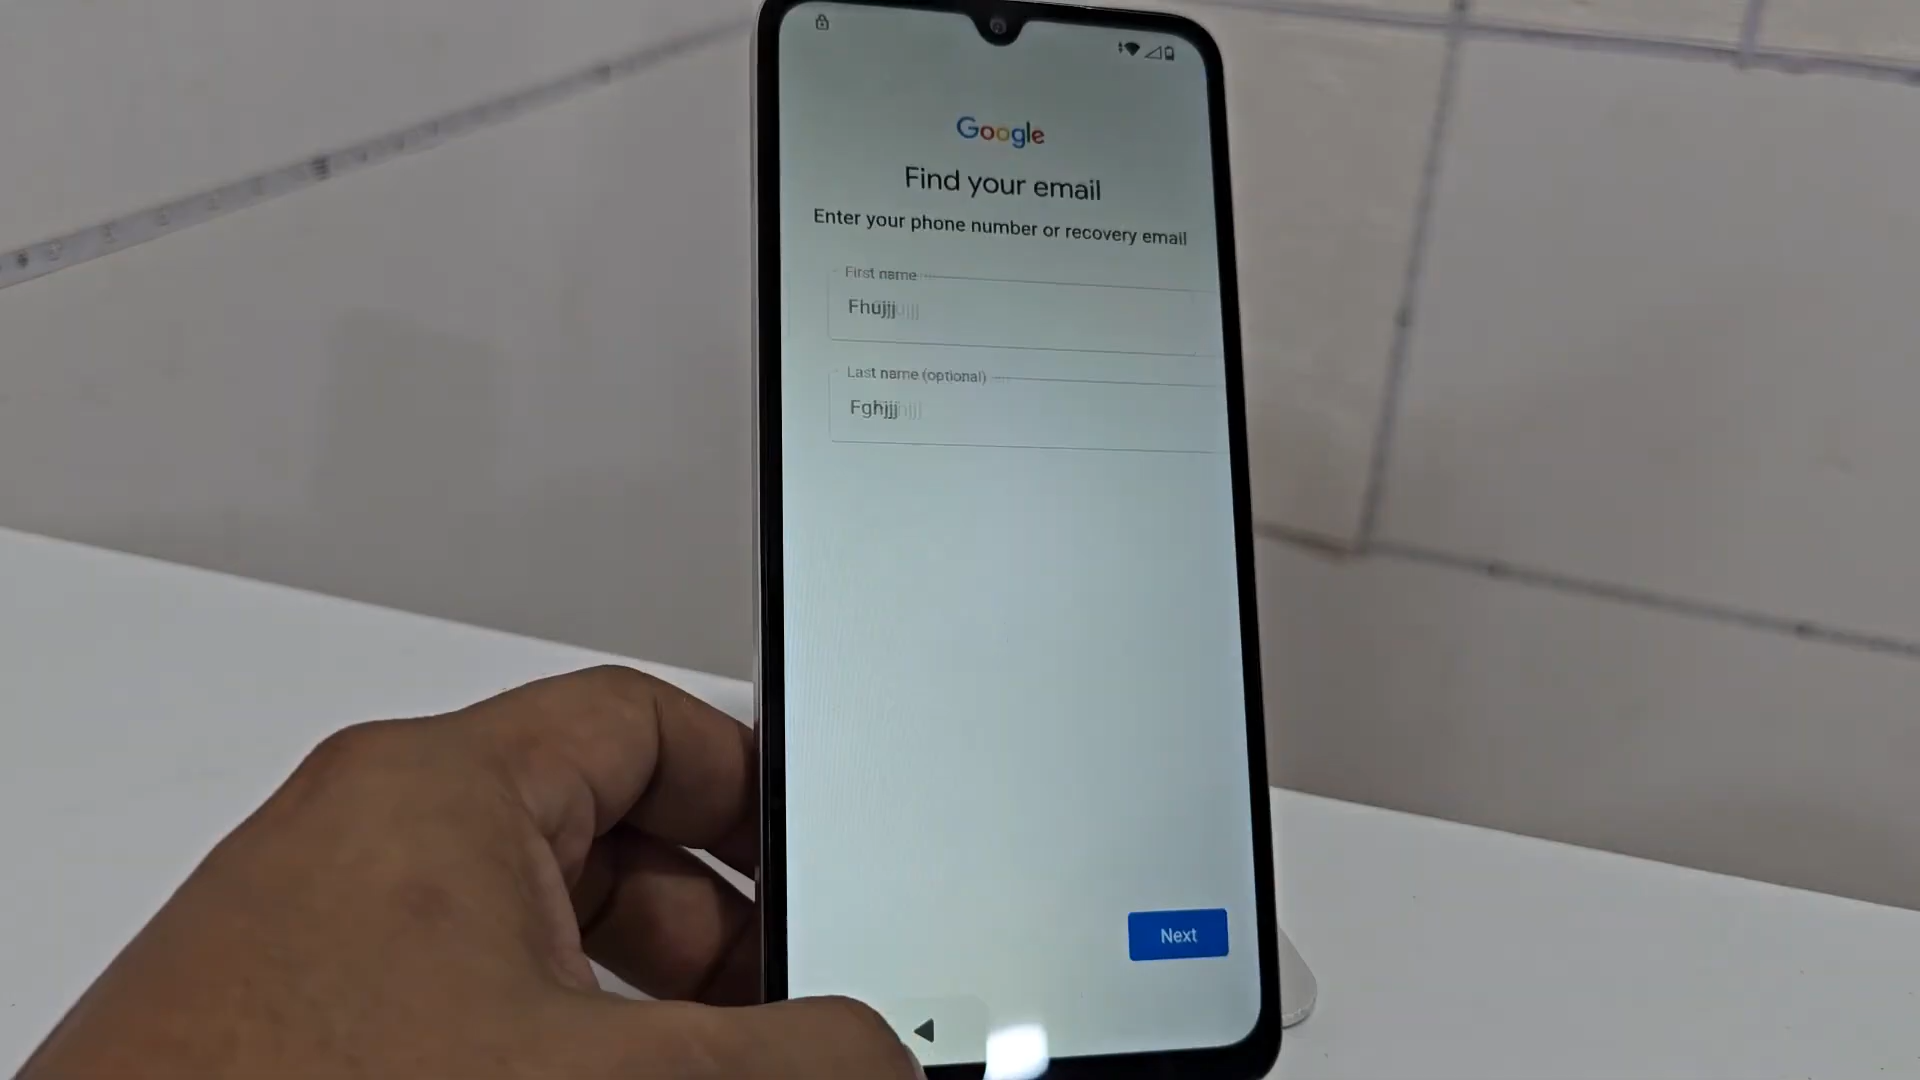 Google
Find your email
Enter your phone number or recovery email
First name
Fhujjj
Last name (optional)
Fghjjj
Next